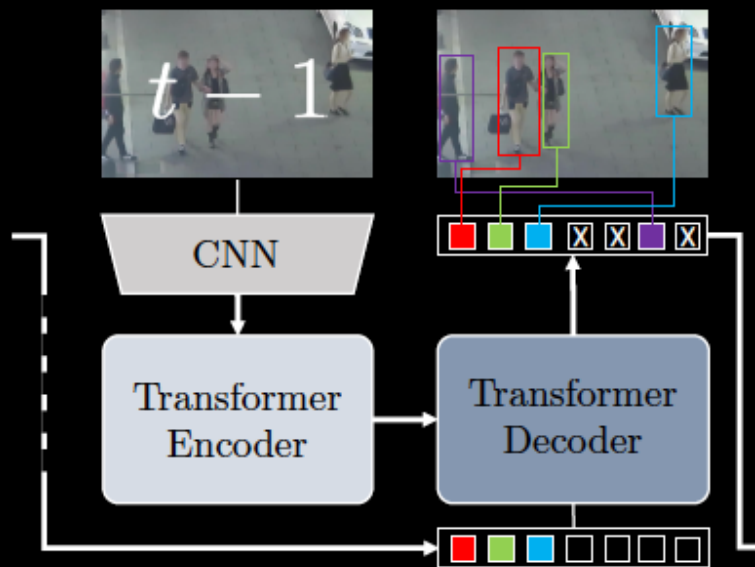 t − 1
CNN
X X X
Transformer
Encoder
Transformer
Decoder